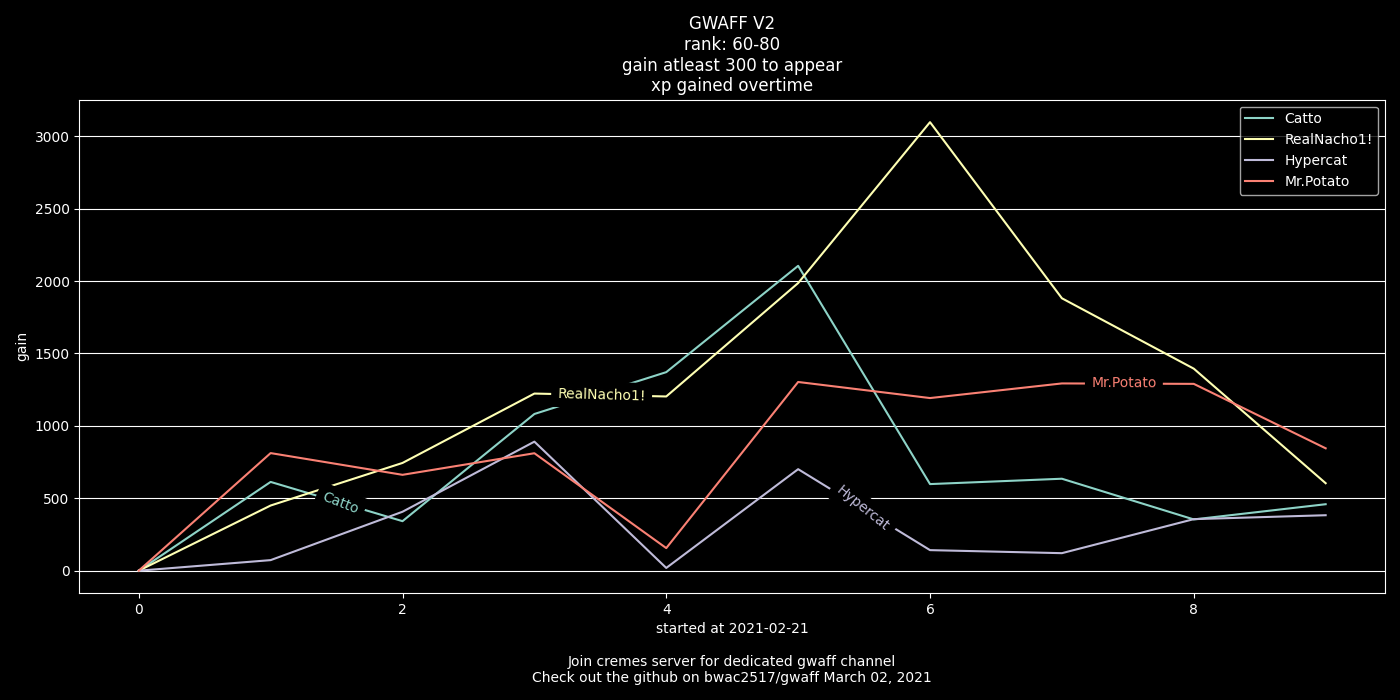 GWAFF V2
rank: 60-80
gain atleast 300 to appear
xp gained overtime
Catto
RealNacho1!
Hypercat
Mr.Potato
3000
2500
2000
1500
1000
500
0
gain
RealNacho1!
Mr.Potato
Catto
Hypercat
0
2
4
6
8
started at 2021-02-21
Join cremes server for dedicated gwaff channel
Check out the github on bwac2517/gwaff March 02, 2021